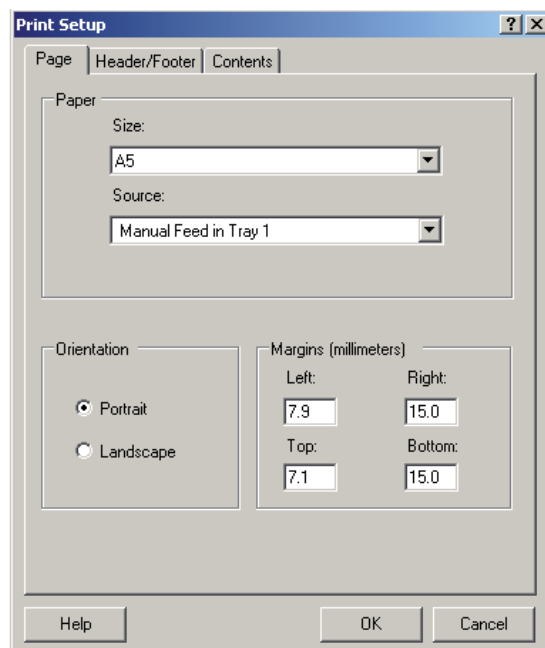 Print Setup
Page Header/Footer Contents
Paper
Size:
A5
Source:
Manual Feed in Tray 1
Orientation
Portrait
Landscape
Margins (millimeters)
Left: Right:
7.9 15.0
Top: Bottom:
7.1 15.0
Help OK Cancel